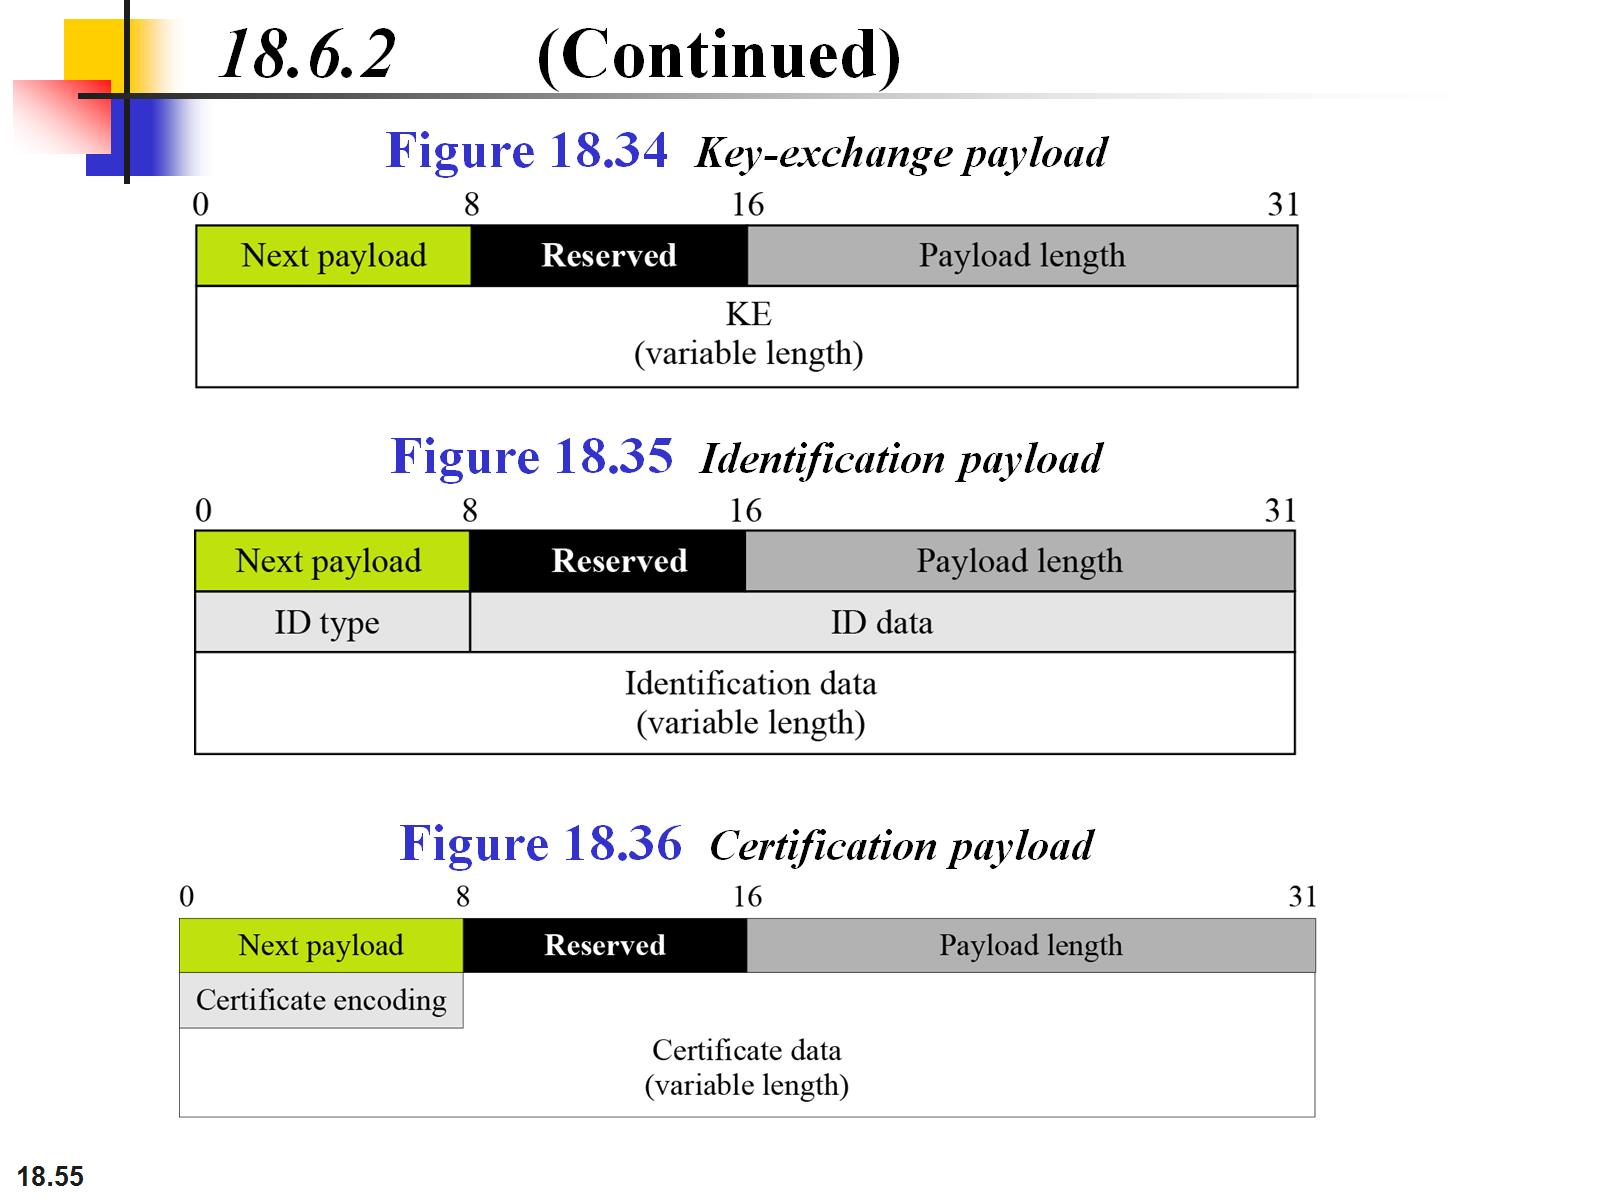 18.6.2 (Continued)
Figure 18.34 Key-exchange payload
0 8 16 31
Next payload Reserved Payload length
KE
(variable length)
Figure 18.35 Identification payload
0 8 16 31
Next payload Reserved Payload length
ID type ID data
Identification data
(variable length)
Figure 18.36 Certification payload
0 8 16 31
Next payload Reserved Payload length
Certificate encoding
Certificate data
(variable length)
18.55